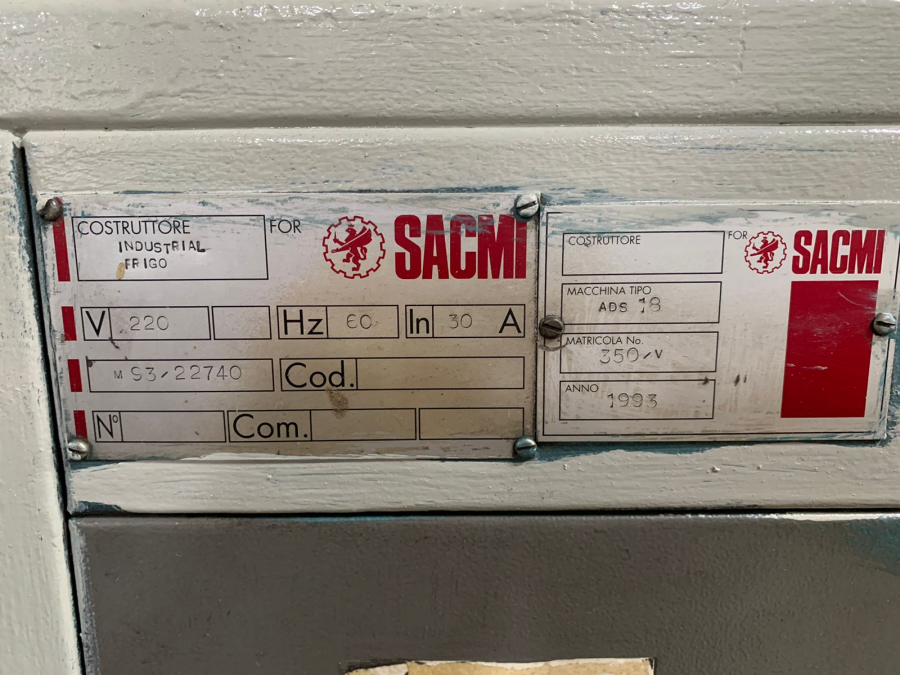 COSTRUTTORE
INDUSTRIAL
FRIGO
FOR
SACMI
V 220
Hz 60
In 30 A
M 93/22740
Cod.
N°
Com.
COSTRUTTORE
FOR
SACMI
MACCHINA TIPO
ADS 18
MATRICOLA No.
350/V
ANNO
1993